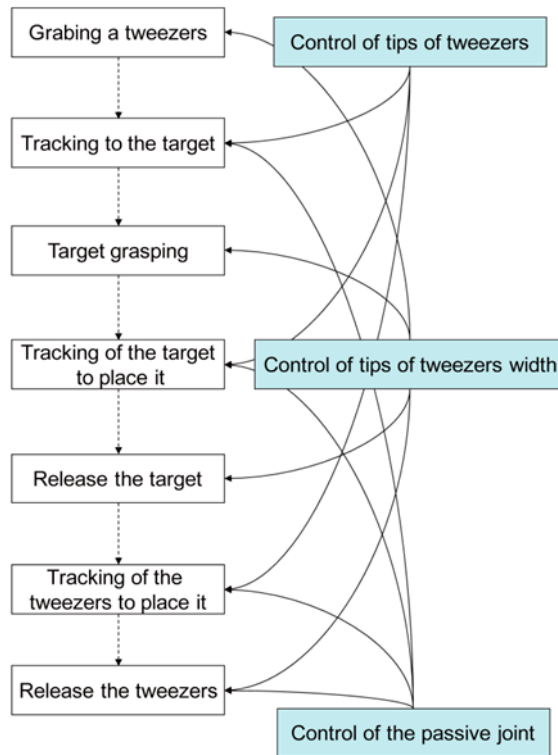 Grabing a tweezers
Control of tips of tweezers
Tracking to the target
Target grasping
Tracking of the target
to place it
Control of tips of tweezers width
Release the target
Tracking of the
tweezers to place it
Release the tweezers
Control of the passive joint